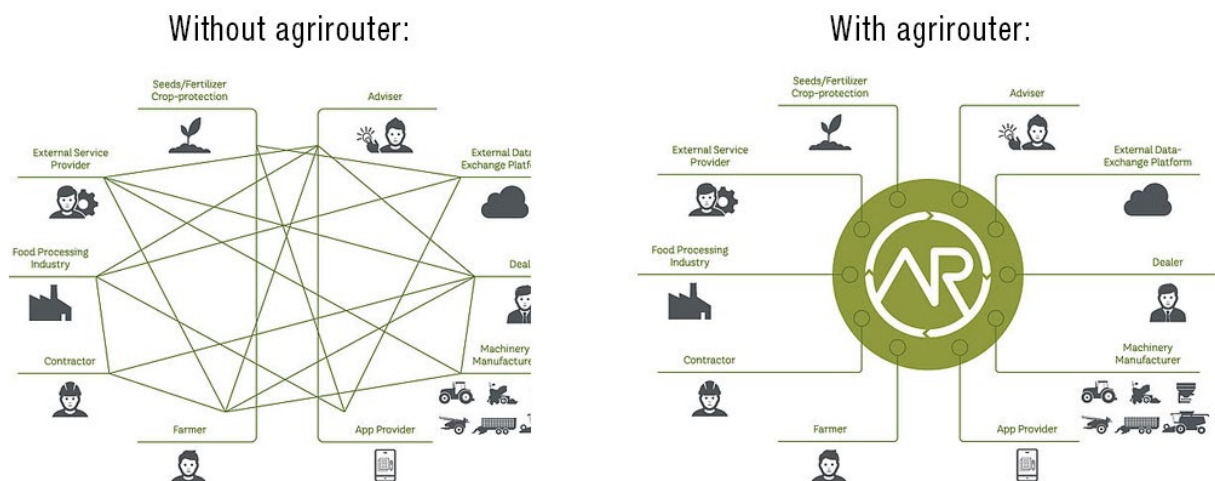 Without agrirouter:
Seeds/Fertilizer
Crop-protection
Adviser
External Service
Provider
External Data
Exchange Platf
Food Processing
Industry
Deal
Contractor
Machinery
Manufacture
Farmer
App Provider
With agrirouter:
Seeds/Fertilizer
Crop-protection
Adviser
External Service
Provider
External Data-
Exchange Platform
Food Processing
Industry
AR
Dealer
Contractor
Machinery
Manufacturer
Farmer
App Provider